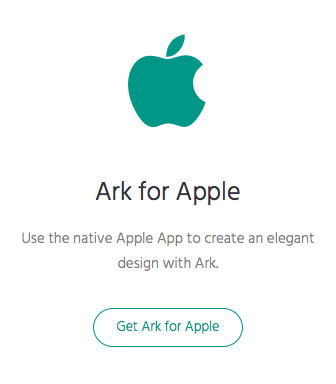 Ark for Apple
Use the native Apple App to create an elegant
design with Ark.
Get Ark for Apple